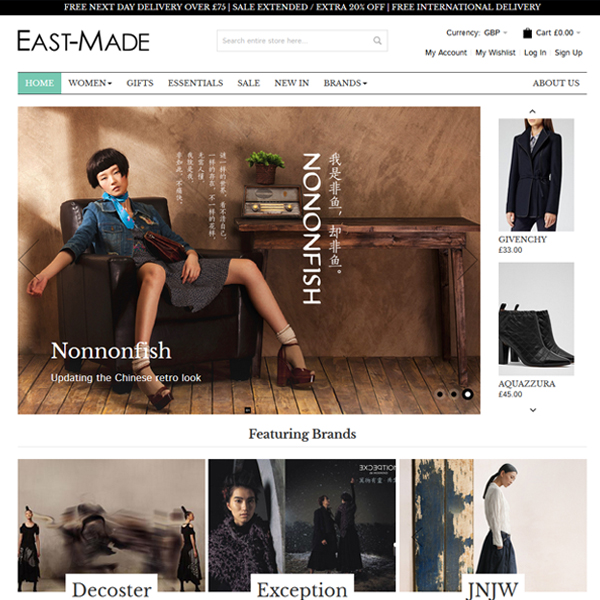 FREE NEXT DAY DELIVERY OVER £75 | SALE EXTENDED / EXTRA 20% OFF | FREE INTERNATIONAL DELIVERY
EAST-MADE
Search entire store here...
Currency: GBP
Cart £0.00
My Account My Wishlist Log In Sign Up
HOME WOMEN GIFTS ESSENTIALS SALE NEW IN BRANDS ABOUT US
我是非鱼，却非鱼。
NONONFISH
Nonnonfish
Updating the Chinese retro look
GIVENCHY
£33.00
AQUAZZURA
£45.00
Featuring Brands
Decoster
Exception
JNJW